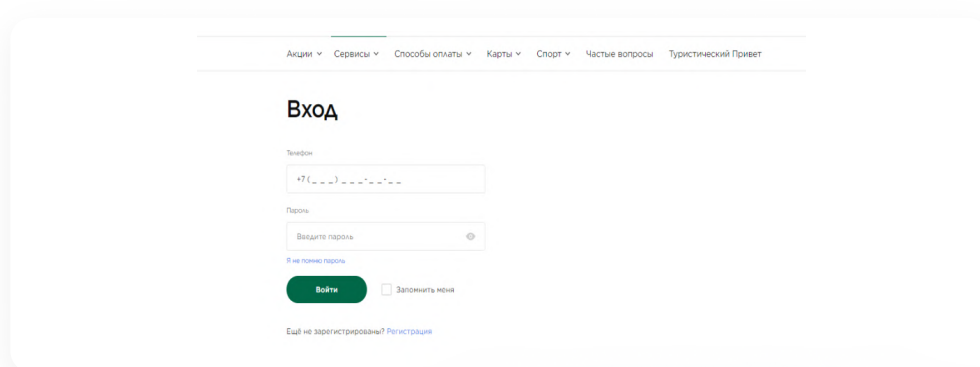 Акции Сервисы Способы оплаты Карты Спорт Частые вопросы Туристический Привет
Вход
Телефон
+7 (_ _ _) _ _ _-_ _-_ _
Пароль
Введите пароль
Я не помню пароль
Войти Запомнить меня
Ещё не зарегистрированы? Регистрация